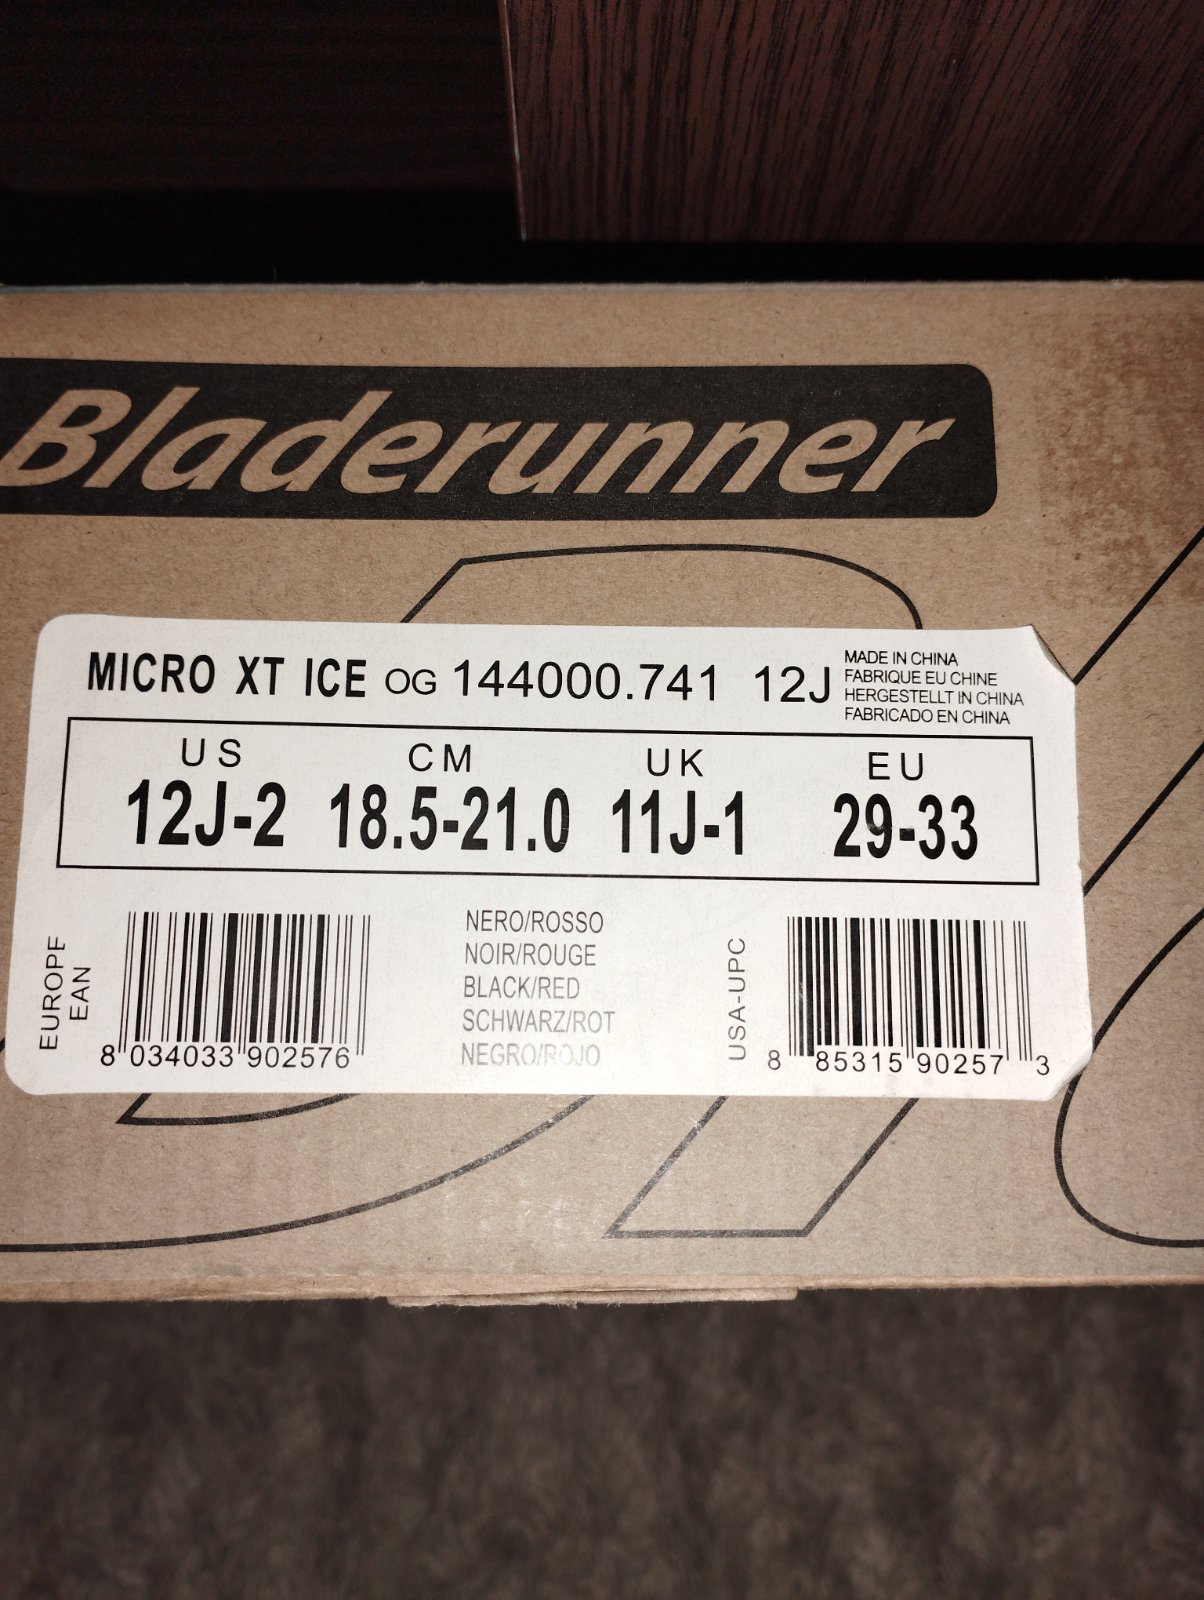 Bladerunner
MICRO XT ICE OG 144000.741 12J
MADE IN CHINA
FABRIQUE EU CHINE
HERGESTELLT IN CHINA
FABRICADO EN CHINA
US CM UK EU
12J-2 18.5-21.0 11J-1 29-33
EUROPE
EAN
8 034033 902576
NERO/ROSSO
NOIR/ROUGE
BLACK/RED
SCHWARZ/ROT
NEGRO/ROJO
USA-UPC
8 85315 90257 3